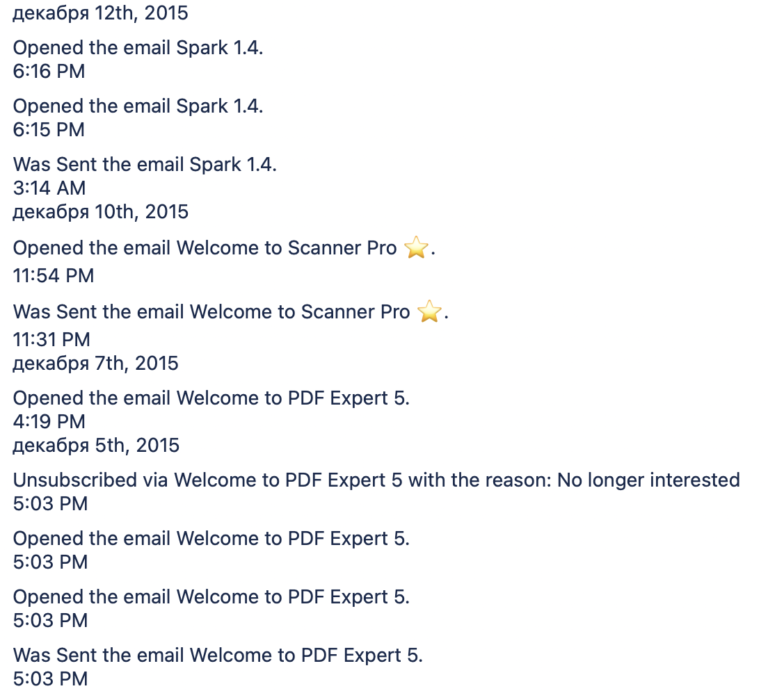 декабря 12th, 2015
Opened the email Spark 1.4.
6:16 PM
Opened the email Spark 1.4.
6:15 PM
Was Sent the email Spark 1.4.
3:14 AM
декабря 10th, 2015
Opened the email Welcome to Scanner Pro ⭐.
11:54 PM
Was Sent the email Welcome to Scanner Pro ⭐.
11:31 PM
декабря 7th, 2015
Opened the email Welcome to PDF Expert 5.
4:19 PM
декабря 5th, 2015
Unsubscribed via Welcome to PDF Expert 5 with the reason: No longer interested
5:03 PM
Opened the email Welcome to PDF Expert 5.
5:03 PM
Opened the email Welcome to PDF Expert 5.
5:03 PM
Was Sent the email Welcome to PDF Expert 5.
5:03 PM